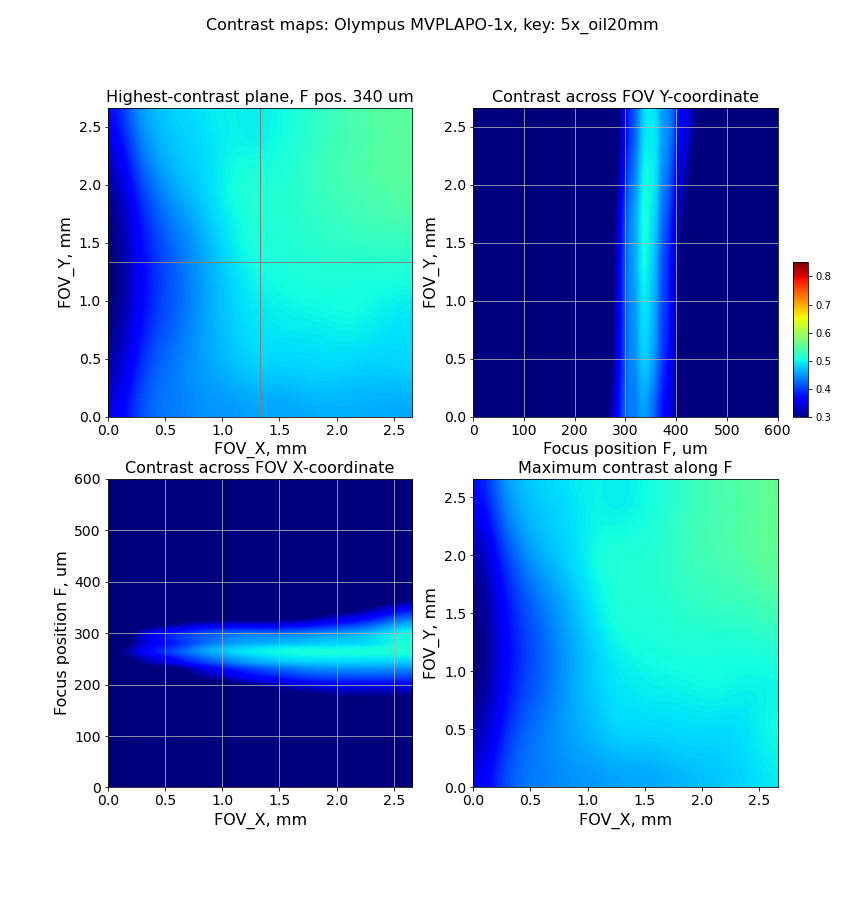 Contrast maps: Olympus MVPLAPO-1x, key: 5x_oil20mm
Highest-contrast plane, F pos. 340 um
FOV_Y, mm
2.5
2.0
1.5
1.0
0.5
0.0
0.0 0.5 1.0 1.5 2.0 2.5
FOV_X, mm
Contrast across FOV Y-coordinate
FOV_Y, mm
2.5
2.0
1.5
1.0
0.5
0.0
0 100 200 300 400 500 600
Focus position F, um
0.8
0.7
0.6
0.5
0.4
0.3
Contrast across FOV X-coordinate
Focus position F, um
600
500
400
300
200
100
0
0.0 0.5 1.0 1.5 2.0 2.5
FOV_X, mm
Maximum contrast along F
FOV_Y, mm
2.5
2.0
1.5
1.0
0.5
0.0
0.0 0.5 1.0 1.5 2.0 2.5
FOV_X, mm